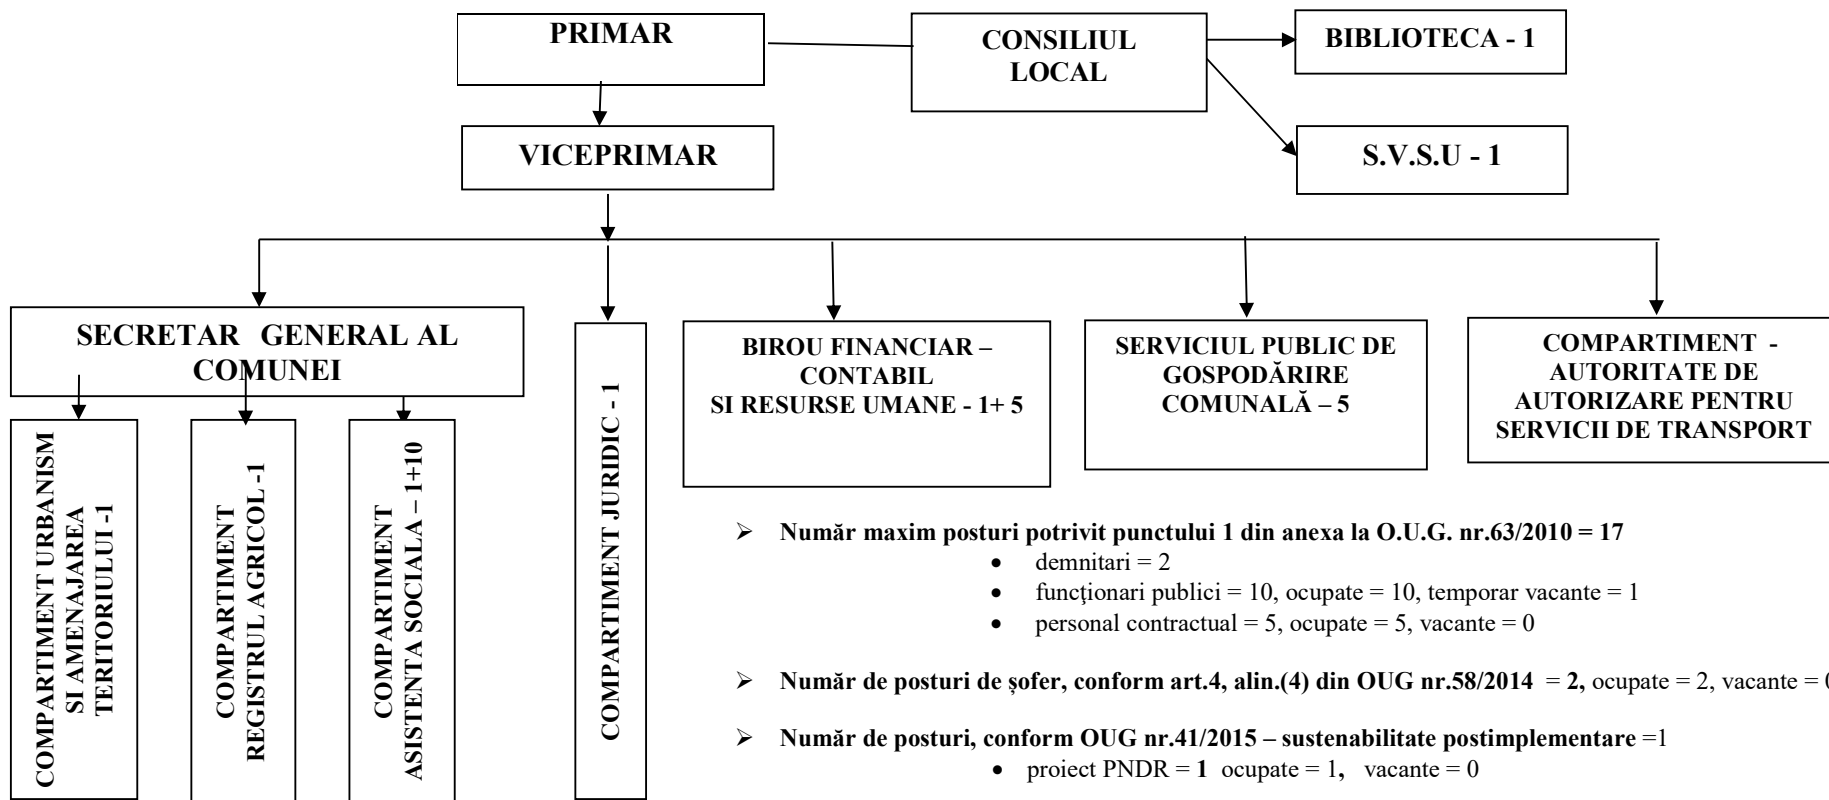 PRIMAR
CONSILIUL
LOCAL
BIBLIOTECA - 1
VICEPRIMAR
S.V.S.U - 1
SECRETAR GENERAL AL
COMUNEI
COMPARTIMENT URBANISM
SI AMENAJAREA
TERITORIULUI -1
COMPARTIMENT
REGISTRUL AGRICOL -1
COMPARTIMENT
ASISTENTA SOCIALA – 1+10
COMPARTIMENT JURIDIC - 1
BIROU FINANCIAR –
CONTABIL
SI RESURSE UMANE - 1+ 5
SERVICIUL PUBLIC DE
GOSPODĂRIRE
COMUNALĂ – 5
COMPARTIMENT -
AUTORITATE DE
AUTORIZARE PENTRU
SERVICII DE TRANSPORT
➢ Număr maxim posturi potrivit punctului 1 din anexa la O.U.G. nr.63/2010 = 17
• demnitari = 2
• funcţionari publici = 10, ocupate = 10, temporar vacante = 1
• personal contractual = 5, ocupate = 5, vacante = 0
➢ Număr de posturi de șofer, conform art.4, alin.(4) din OUG nr.58/2014 = 2, ocupate = 2, vacante = 0
➢ Număr de posturi, conform OUG nr.41/2015 – sustenabilitate postimplementare =1
• proiect PNDR = 1 ocupate = 1, vacante = 0